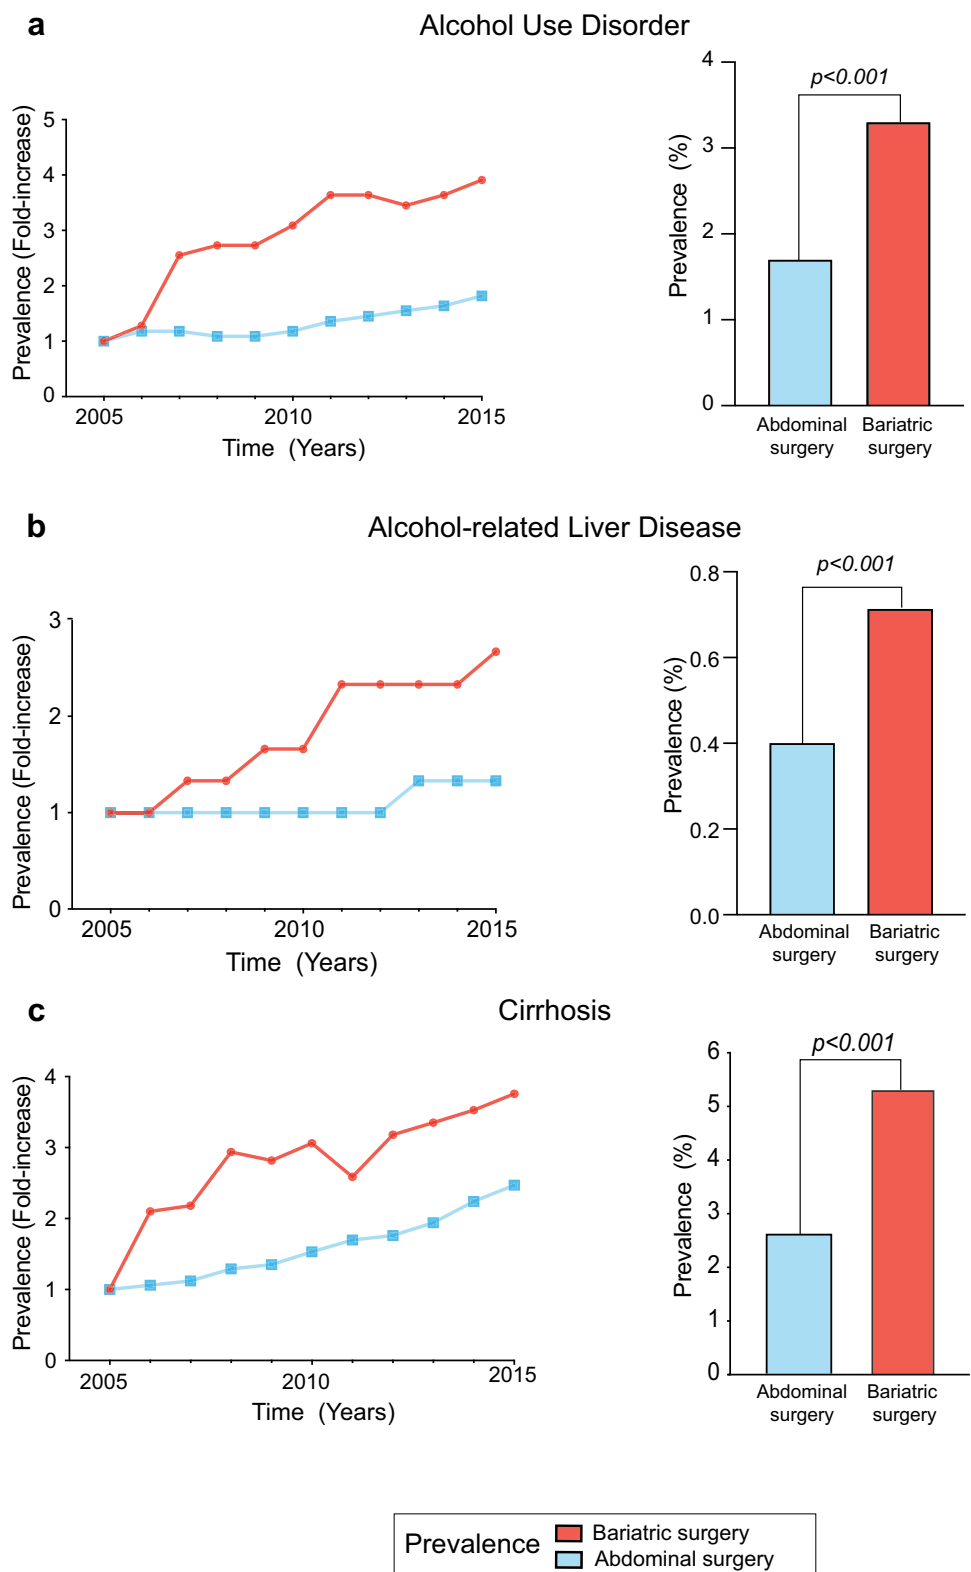 a
Alcohol Use Disorder
Prevalence (Fold-increase)
5
4
3
2
1
0
2005
2010
2015
Time (Years)
Prevalence (%)
4
3
2
1
0
p<0.001
Abdominal surgery
Bariatric surgery
b
Alcohol-related Liver Disease
Prevalence (Fold-increase)
3
2
1
0
2005
2010
2015
Time (Years)
Prevalence (%)
0.8
0.6
0.4
0.2
0.0
p<0.001
Abdominal surgery
Bariatric surgery
c
Cirrhosis
Prevalence (Fold-increase)
4
3
2
1
0
2005
2010
2015
Time (Years)
Prevalence (%)
6
5
4
3
2
1
0
p<0.001
Abdominal surgery
Bariatric surgery
Prevalence
Bariatric surgery
Abdominal surgery